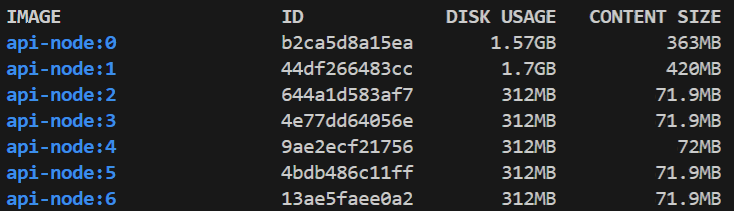 IMAGE ID DISK USAGE CONTENT SIZE
api-node:0 b2ca5d8a15ea 1.57GB 363MB
api-node:1 44df266483cc 1.7GB 420MB
api-node:2 644a1d583af7 312MB 71.9MB
api-node:3 4e77dd64056e 312MB 71.9MB
api-node:4 9ae2ecf21756 312MB 72MB
api-node:5 4bdb486c11ff 312MB 71.9MB
api-node:6 13ae5faee0a2 312MB 71.9MB